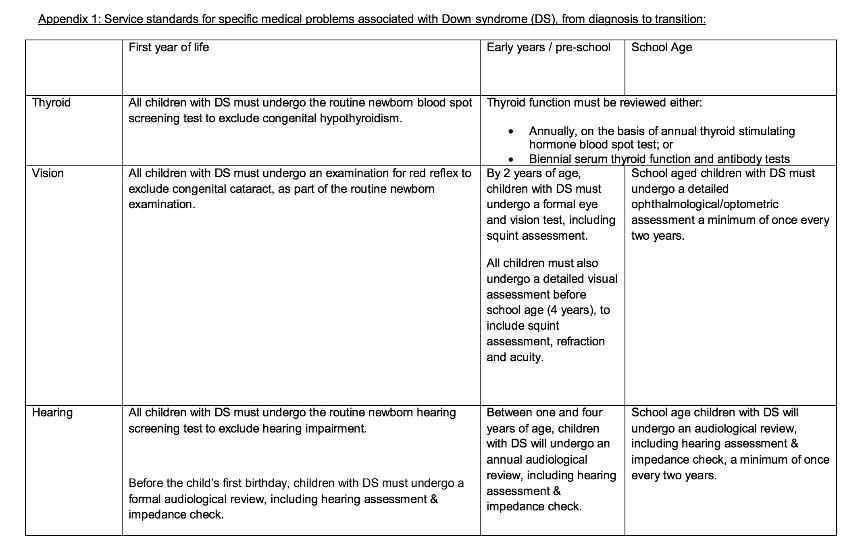 Appendix 1: Service standards for specific medical problems associated with Down syndrome (DS), from diagnosis to transition:
First year of life
Early years / pre-school
School Age
Thyroid
All children with DS must undergo the routine newborn blood spot
screening test to exclude congenital hypothyroidism.
Thyroid function must be reviewed either:
• Annually, on the basis of annual thyroid stimulating
hormone blood spot test; or
• Biennial serum thyroid function and antibody tests
Vision
All children with DS must undergo an examination for red reflex to
exclude congenital cataract, as part of the routine newborn
examination.
By 2 years of age,
children with DS must
undergo a formal eye
and vision test, including
squint assessment.
All children must also
undergo a detailed visual
assessment before
school age (4 years), to
include squint
assessment, refraction
and acuity.
School aged children with DS must
undergo a detailed
ophthalmological/optometric
assessment a minimum of once every
two years.
Hearing
All children with DS must undergo the routine newborn hearing
screening test to exclude hearing impairment.
Before the child's first birthday, children with DS must undergo a
formal audiological review, including hearing assessment &
impedance check.
Between one and four
years of age, children
with DS will undergo an
annual audiological
review, including hearing
assessment &
impedance check.
School age children with DS will
undergo an audiological review,
including hearing assessment &
impedance check, a minimum of once
every two years.